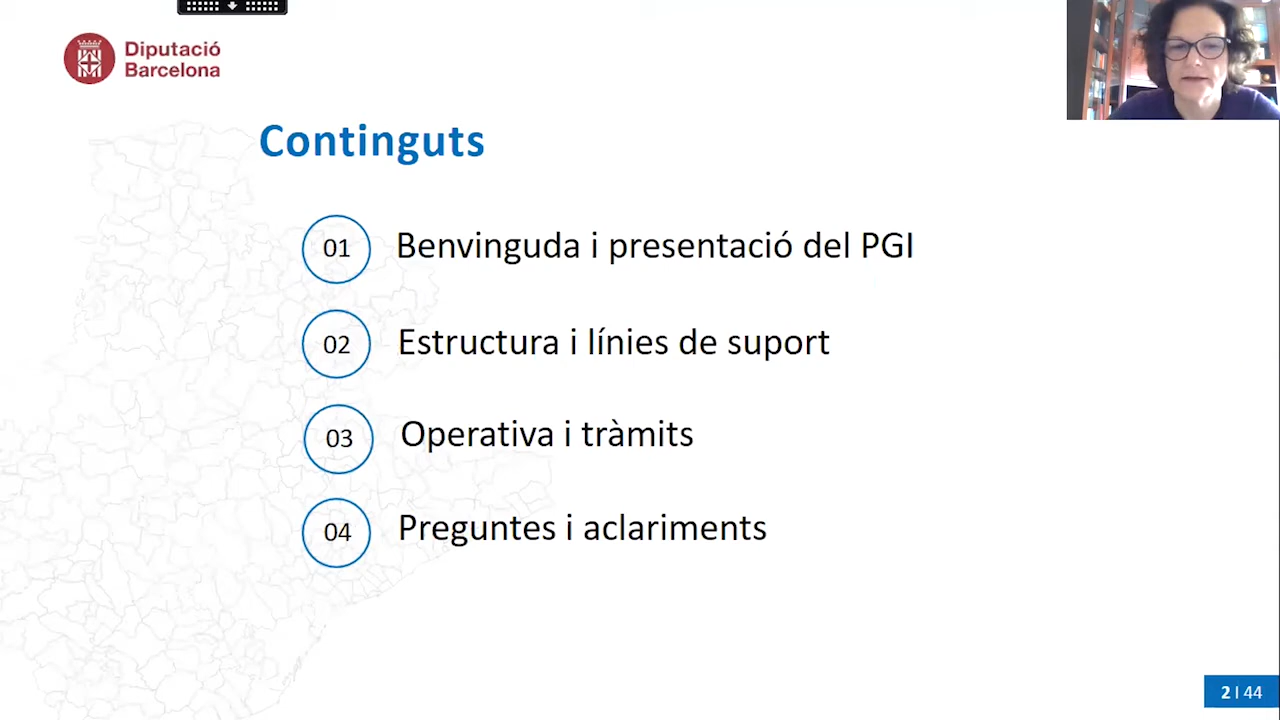 Diputació
Barcelona
Continguts
01 Benvinguda i presentació del PGI
02 Estructura i línies de suport
03 Operativa i tràmits
04 Preguntes i aclariments
2 I 44